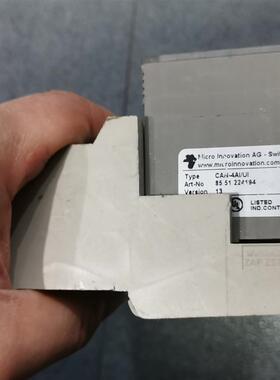 Micro Innovation AG - Swi
www.microinnovation.com
Type CAN-4AI/UI
Art-No 85 51 224194
Version 13
LISTED
IND.CONT